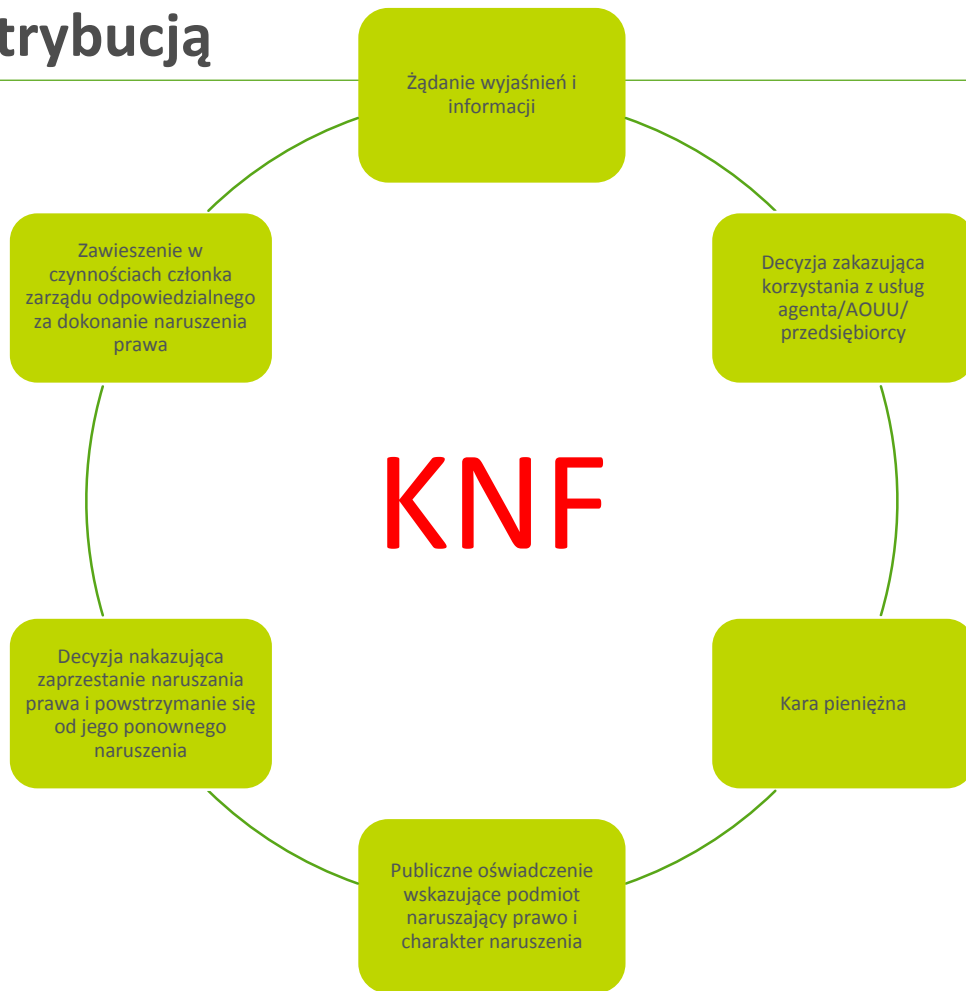 trybucją
Żądanie wyjaśnień i
informacji
Decyzja zakazująca
korzystania z usług
agenta/AOUU/
przedsiębiorcy
Kara pieniężna
Publiczne oświadczenie
wskazujące podmiot
naruszający prawo i
charakter naruszenia
Decyzja nakazująca
zaprzestanie naruszania
prawa i powstrzymanie się
od jego ponownego
naruszenia
Zawieszenie w
czynnościach członka
zarządu odpowiedzialnego
za dokonanie naruszenia
prawa
KNF